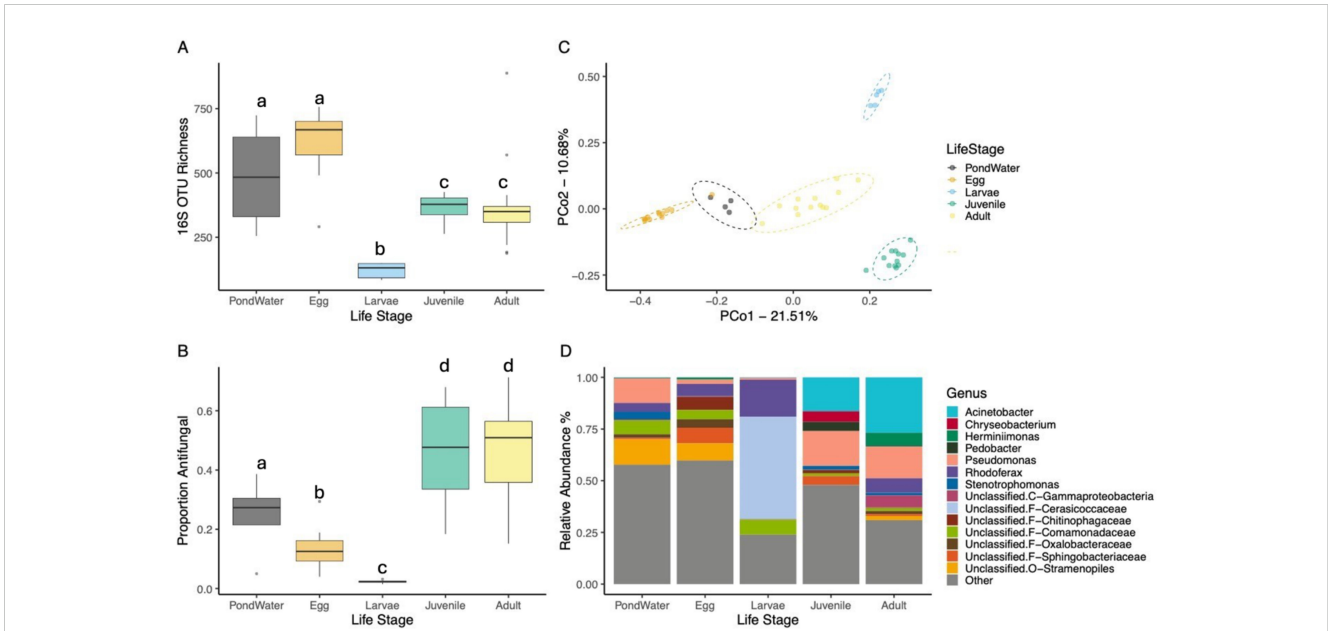 A
16S OTU Richness
750
500
250
a
a
b
c
c
PondWater
Egg
Larvae
Juvenile
Adult
Life Stage
C
PCo2 − 10.68%
0.50
0.25
0.00
−0.25
−0.4
−0.2
0.0
0.2
PCo1 − 21.51%
LifeStage
PondWater
Egg
Larvae
Juvenile
Adult
B
Proportion Antifungal
0.6
0.4
0.2
0.0
a
b
c
d
d
PondWater
Egg
Larvae
Juvenile
Adult
Life Stage
D
Relative Abundance %
1.00
0.75
0.50
0.25
0.00
PondWater
Egg
Larvae
Juvenile
Adult
Life Stage
Genus
Acinetobacter
Chryseobacterium
Herminiimonas
Pedobacter
Pseudomonas
Rhodoferax
Stenotrophomonas
Unclassified.C−Gammaproteobacteria
Unclassified.F−Cerasicoccaceae
Unclassified.F−Chitinophagaceae
Unclassified.F−Comamonadaceae
Unclassified.F−Oxalobacteraceae
Unclassified.F−Sphingobacteriaceae
Unclassified.O−Stramenopiles
Other